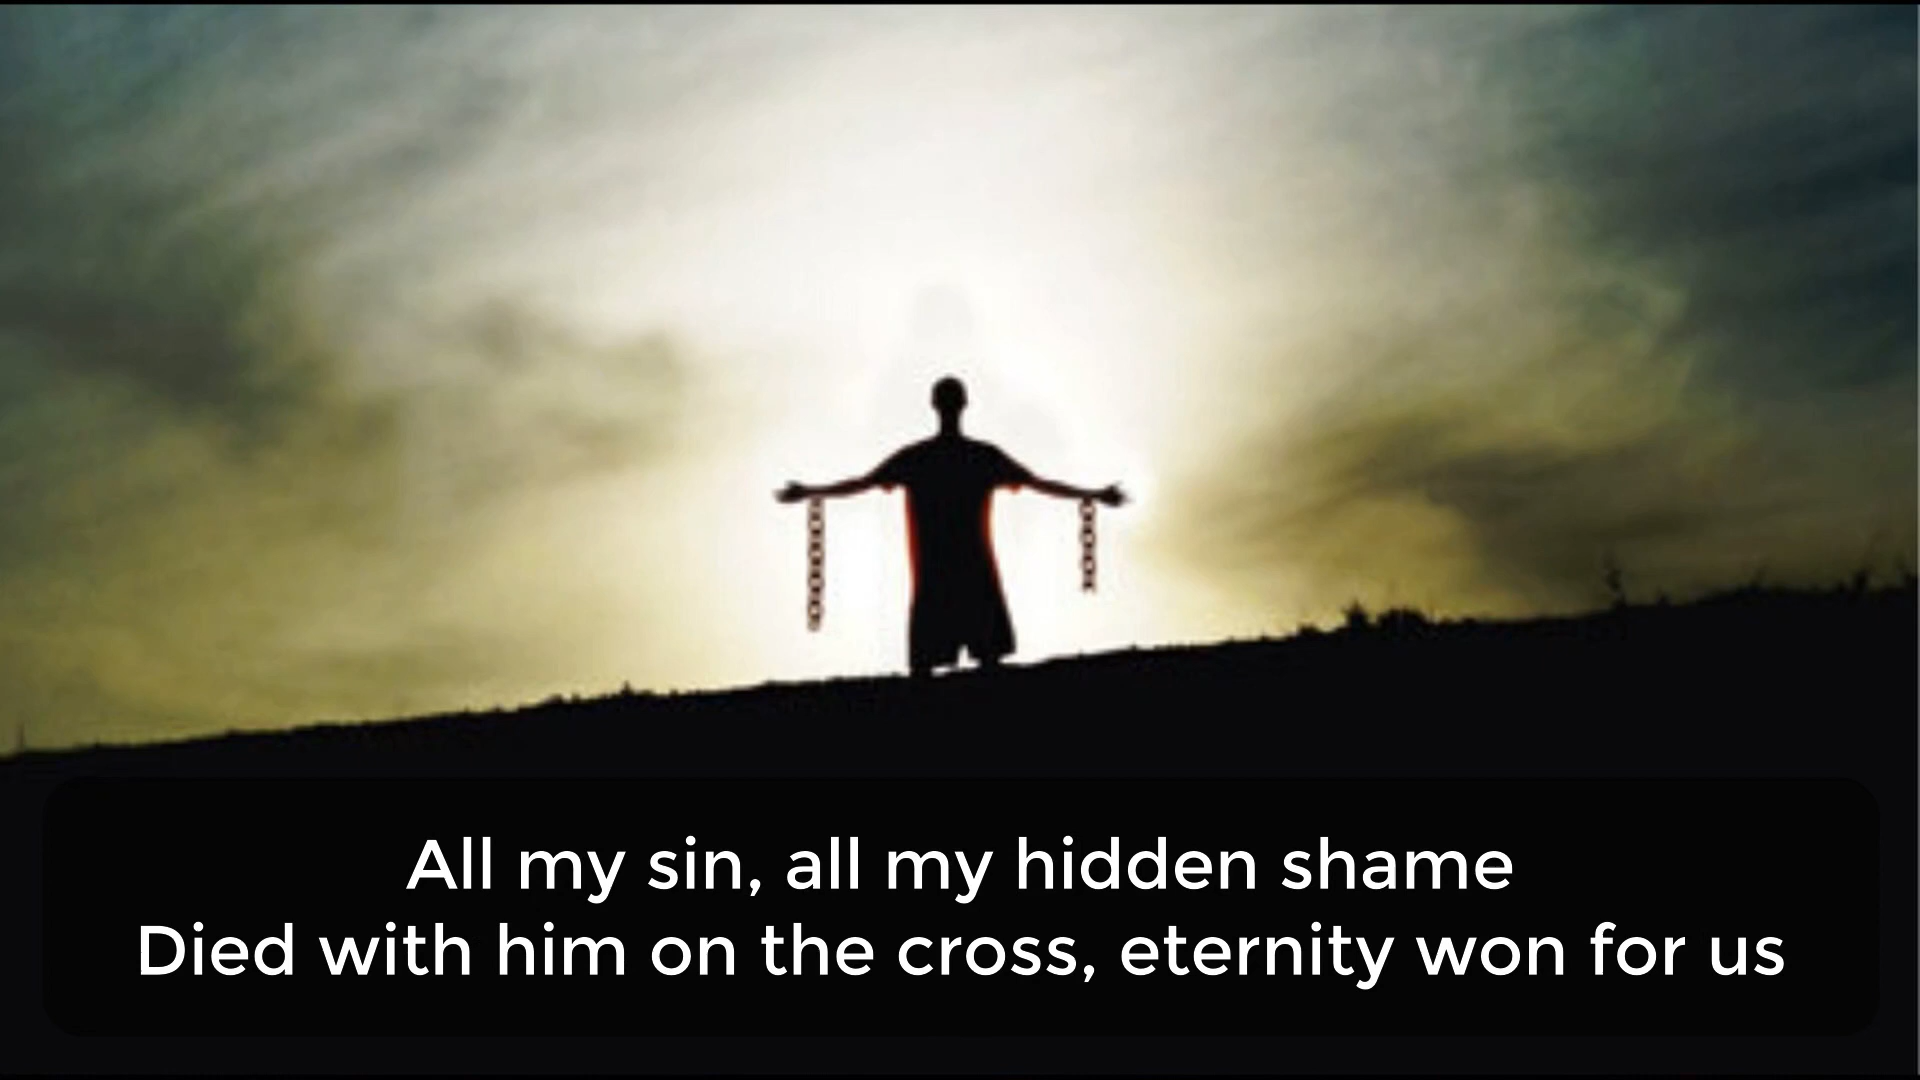 All my sin, all my hidden shame
Died with him on the cross, eternity won for us